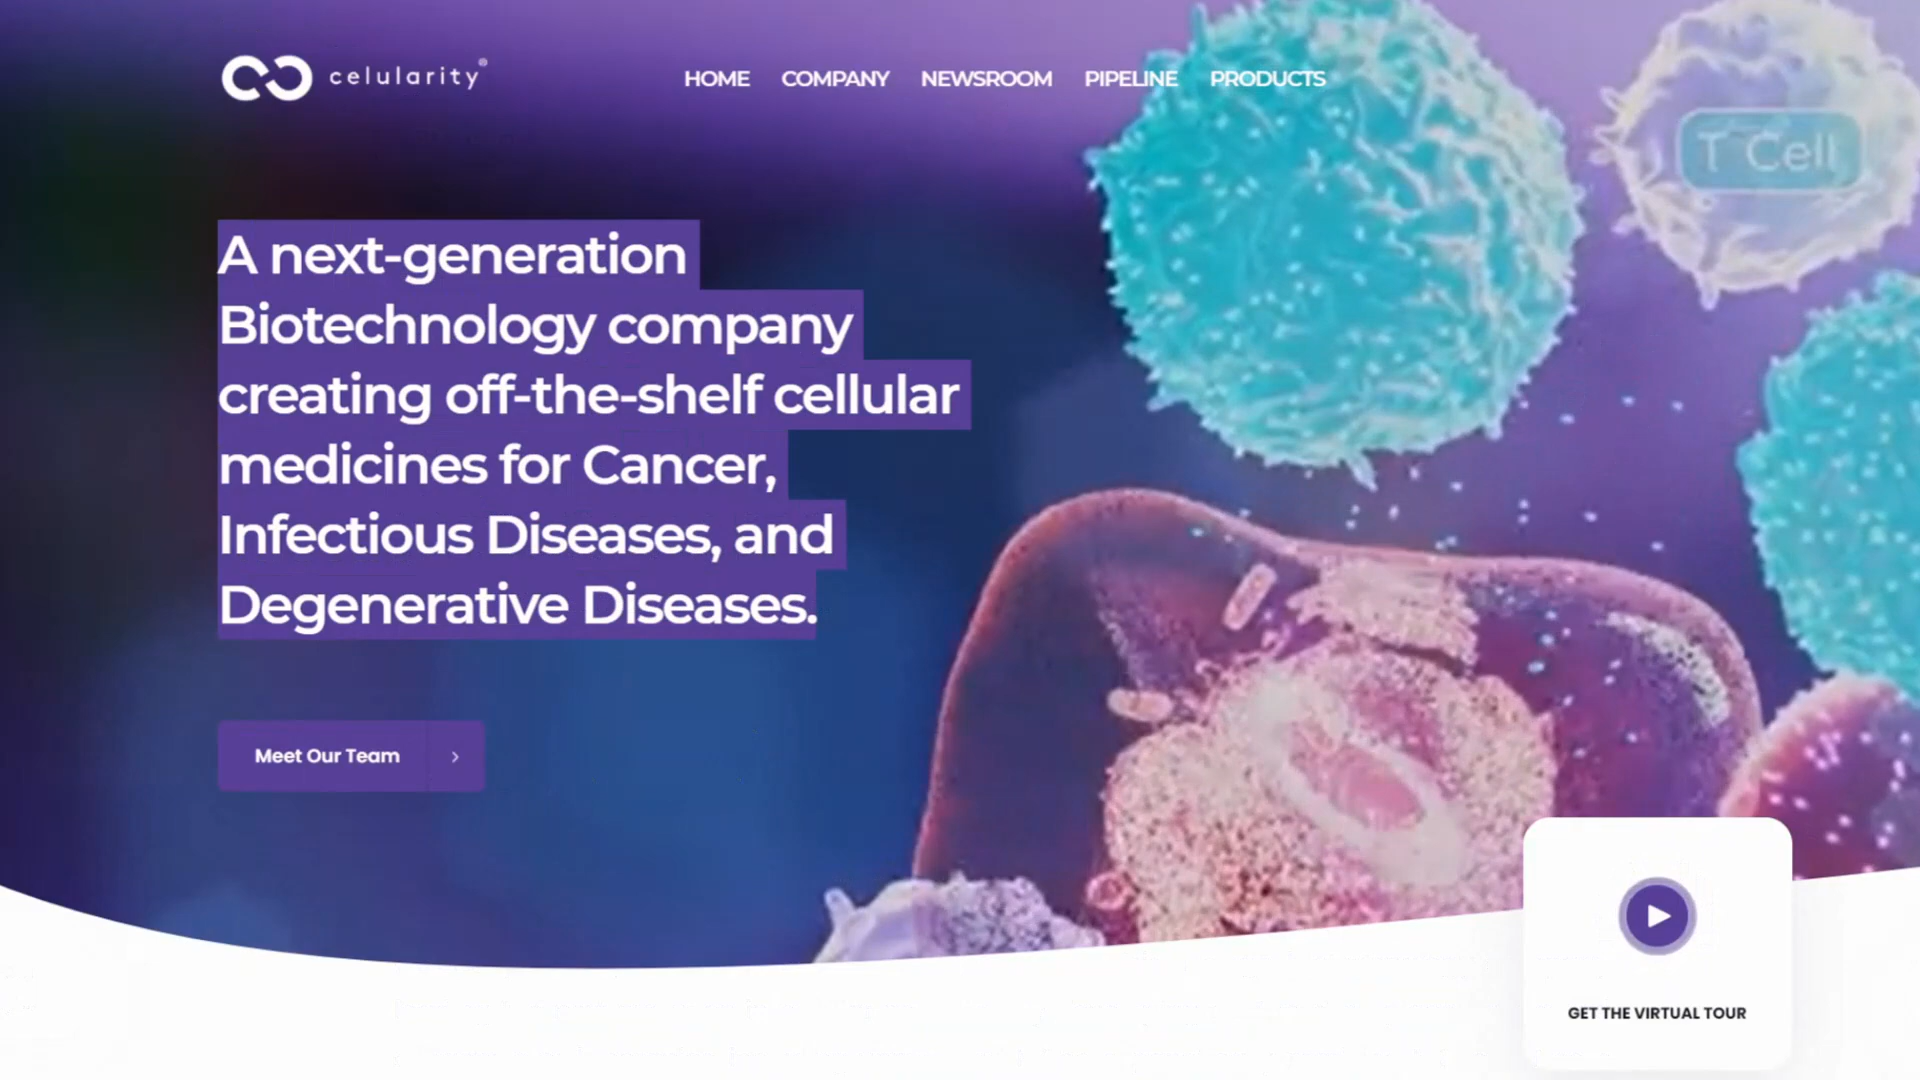 celularity®
HOME COMPANY NEWSROOM PIPELINE PRODUCTS
T Cell
A next-generation
Biotechnology company
creating off-the-shelf cellular
medicines for Cancer,
Infectious Diseases, and
Degenerative Diseases.
Meet Our Team
GET THE VIRTUAL TOUR